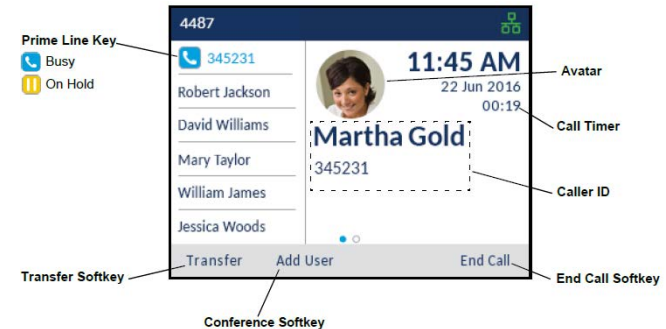 4487
Prime Line Key
Busy
On Hold
345231
Robert Jackson
David Williams
Mary Taylor
William James
Jessica Woods
11:45 AM
22 Jun 2016
00:19
Martha Gold
345231
Avatar
Call Timer
Caller ID
Transfer
Add User
End Call
Transfer Softkey
Conference Softkey
End Call Softkey